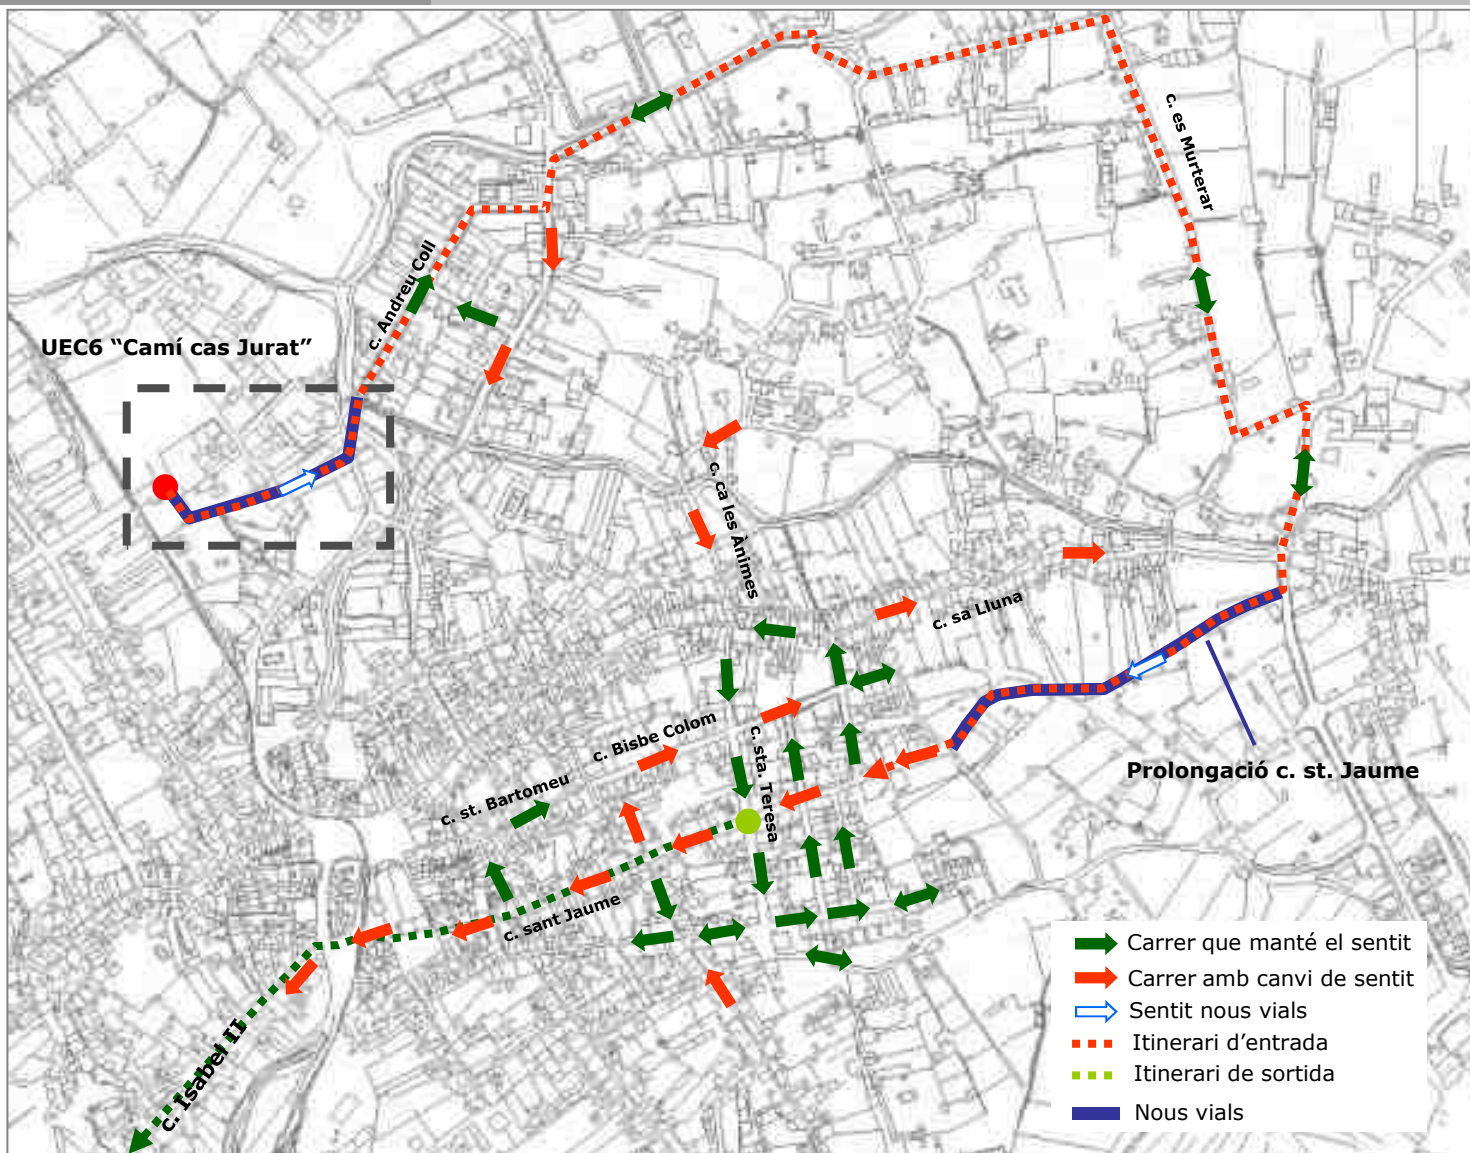 c. es Murterar
c. Andreu Coll
UEC6 “Camí cas Jurat”
c. ca les Ànimes
c. sa Lluna
c. Bisbe Colom
c. sta. Teresa
Prolongació c. st. Jaume
c. st. Bartomeu
c. sant Jaume
c. Isabel II
Carrer que manté el sentit
Carrer amb canvi de sentit
Sentit nous vials
Itinerari d’entrada
Itinerari de sortida
Nous vials